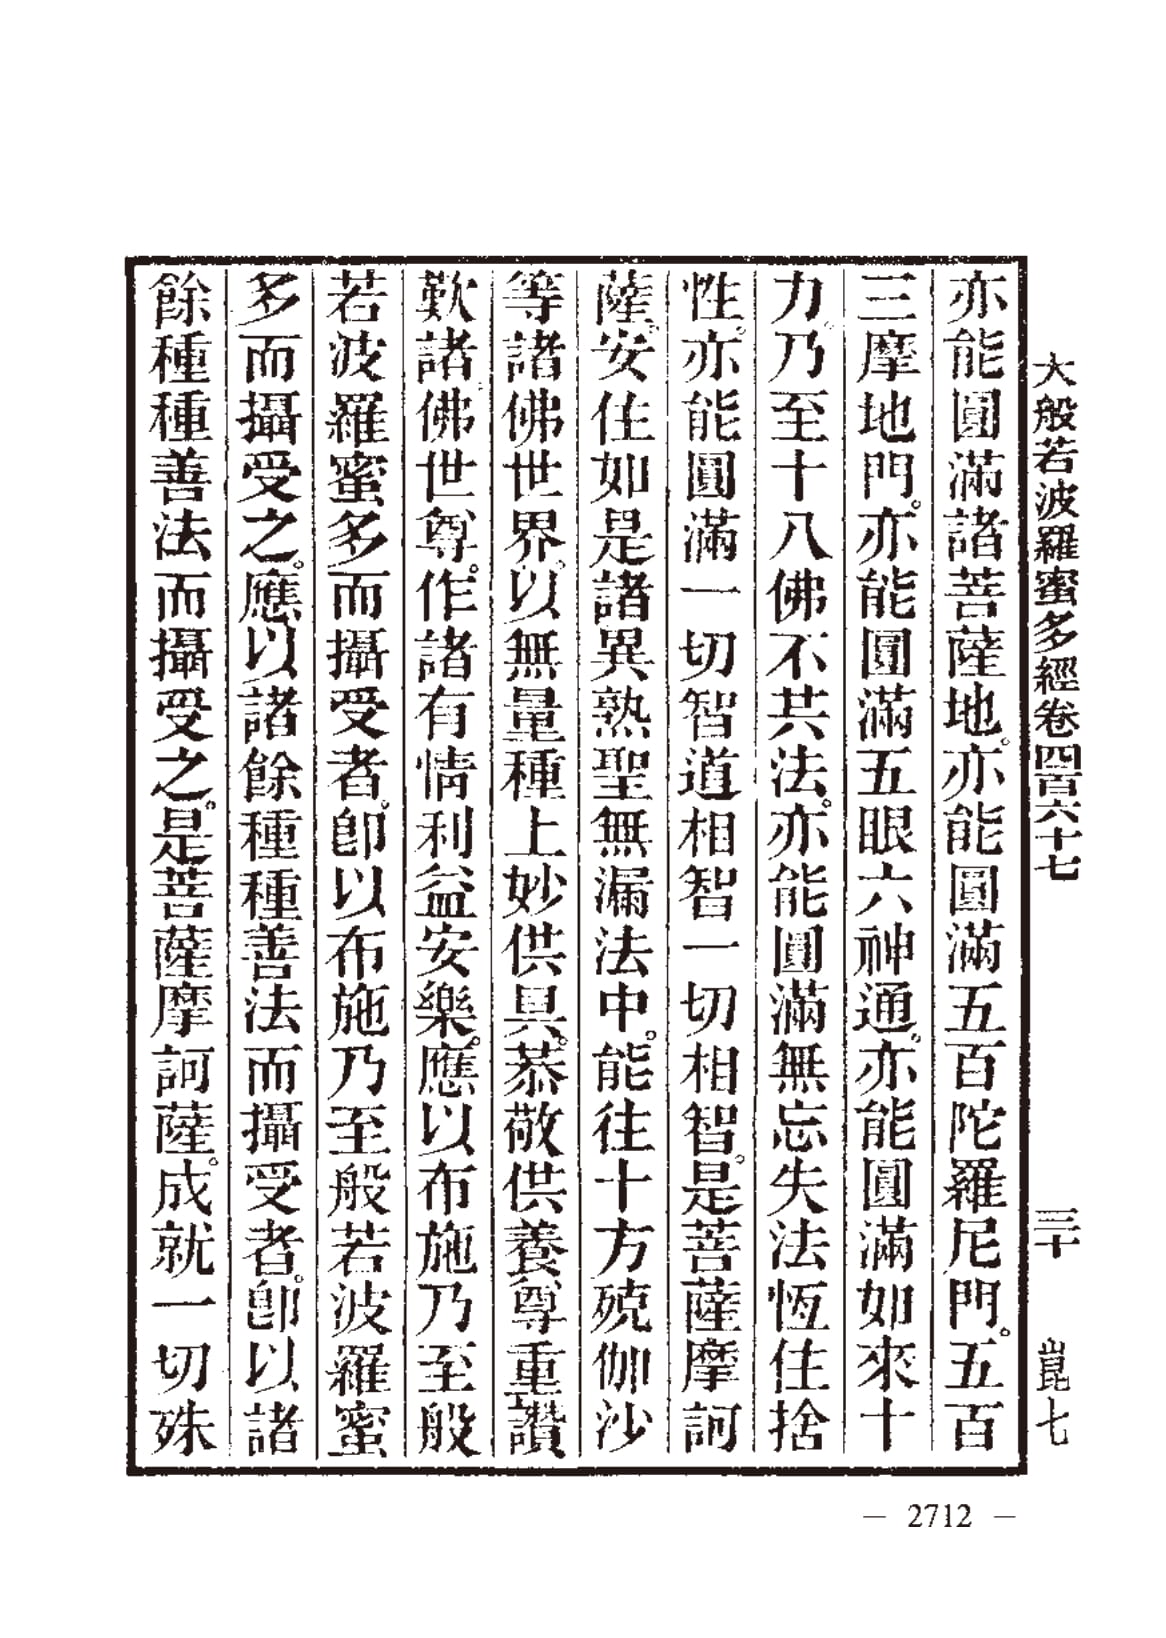 大般若波羅蜜多經卷四百六十七 三十 崑七
亦能圓滿諸菩薩地。亦能圓滿五百陀羅尼門。五百
三摩地門。亦能圓滿五眼六神通。亦能圓滿如來十
力。乃至十八佛不共法。亦能圓滿無忘失法恆住捨
性。亦能圓滿一切智道相智一切相智。是菩薩摩訶
薩。安住如是諸異熟聖無漏法中。能往十方殑伽沙
等諸佛世界。以無量種上妙供具。恭敬供養尊重讚
歎諸佛世尊。作諸有情利益安樂。應以布施乃至般
若波羅蜜多而攝受者。卽以布施乃至般若波羅蜜
多而攝受之。應以諸餘種種善法而攝受者。卽以諸
餘種種善法而攝受之。是菩薩摩訶薩。成就一切殊
— 2712 —